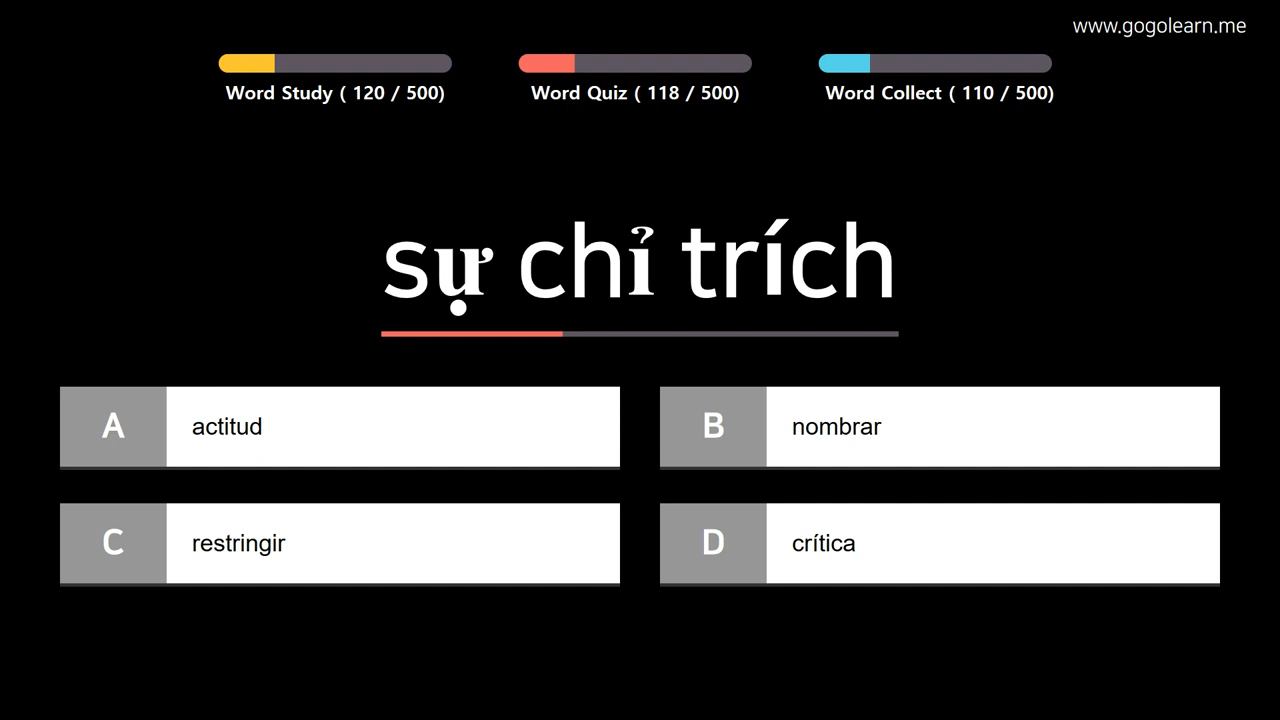 www.gogolearn.me
Word Study ( 120 / 500)
Word Quiz ( 118 / 500)
Word Collect ( 110 / 500)
sự chỉ trích
A actitud
B nombrar
C restringir
D crítica